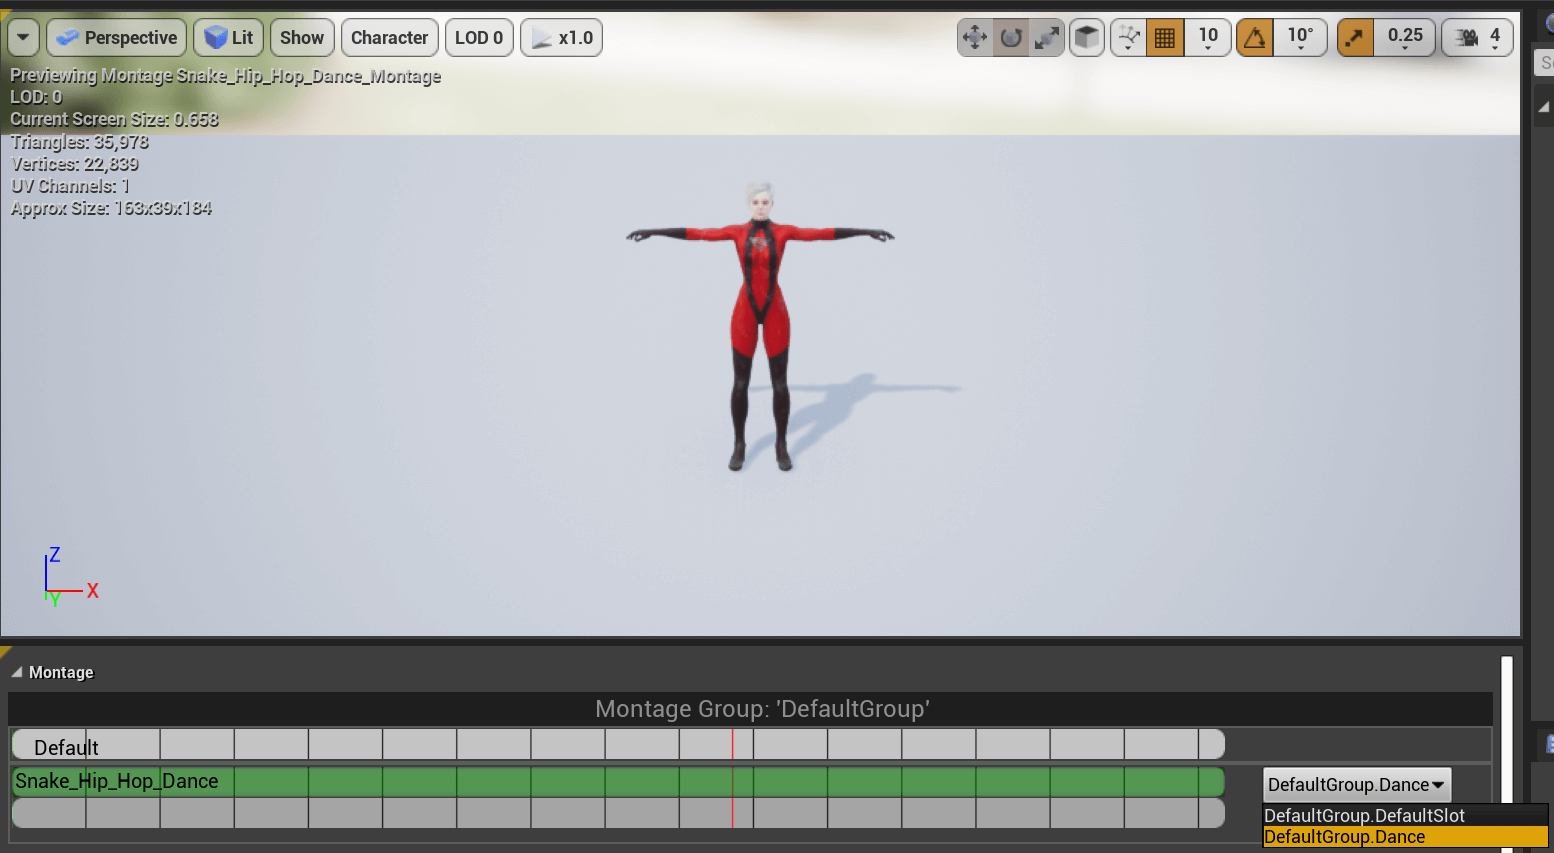 Perspective Lit Show Character LOD 0 x1.0 10 10° 0.25 4
Previewing Montage Snake_Hip_Hop_Dance_Montage
LOD: 0
Current Screen Size: 0.658
Triangles: 35,978
Vertices: 22,839
UV Channels: 1
Approx Size: 163x39x184
Z
X
Y
Montage
Montage Group: 'DefaultGroup'
Default
Snake_Hip_Hop_Dance
DefaultGroup.Dance
DefaultGroup.DefaultSlot
DefaultGroup.Dance